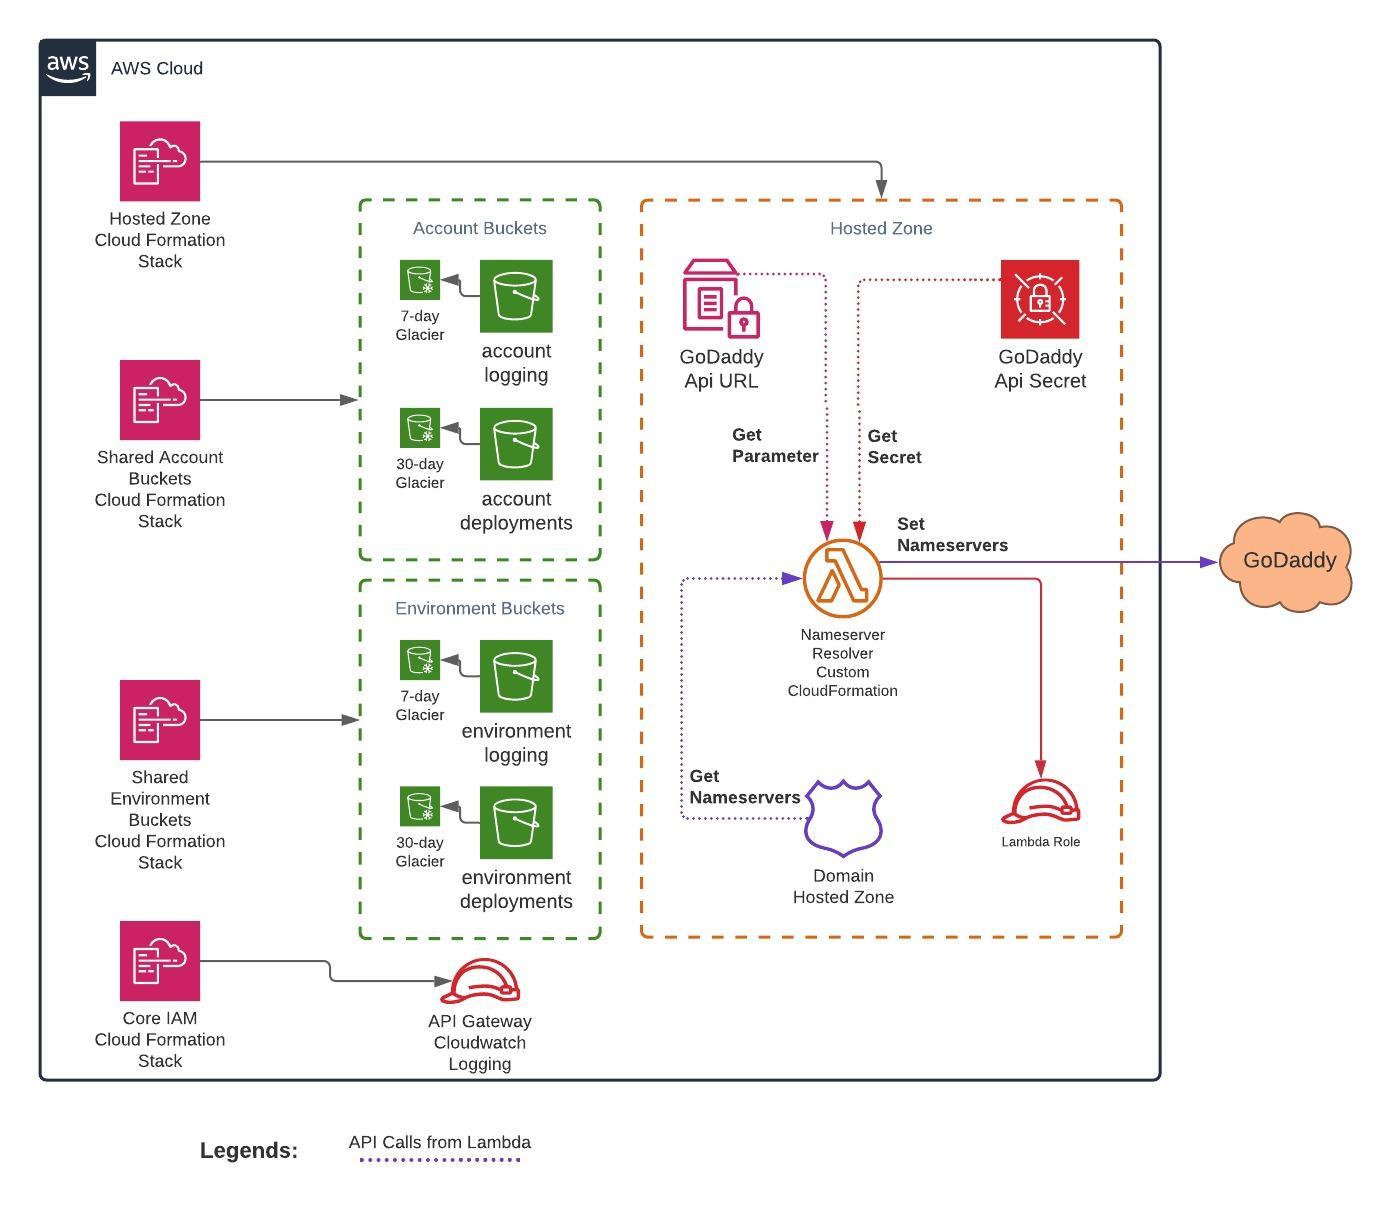 aws
AWS Cloud
Hosted Zone
Cloud Formation
Stack
Account Buckets
7-day
Glacier
account
logging
30-day
Glacier
account
deployments
Shared Account
Buckets
Cloud Formation
Stack
Environment Buckets
7-day
Glacier
environment
logging
30-day
Glacier
environment
deployments
Shared
Environment
Buckets
Cloud Formation
Stack
Core IAM
Cloud Formation
Stack
API Gateway
Cloudwatch
Logging
Hosted Zone
GoDaddy
Api URL
GoDaddy
Api Secret
Get
Parameter
Get
Secret
Set
Nameservers
GoDaddy
Nameserver
Resolver
Custom
CloudFormation
Get
Nameservers
Domain
Hosted Zone
Lambda Role
Legends:
API Calls from Lambda